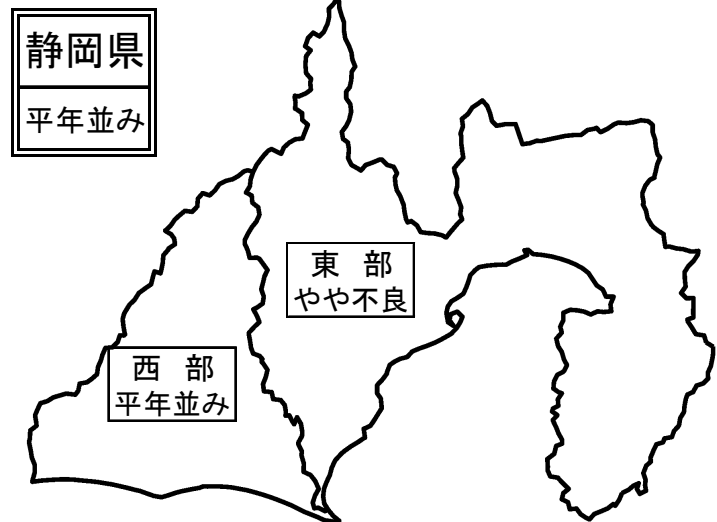 静岡県
平年並み
東 部
やや不良
西 部
平年並み